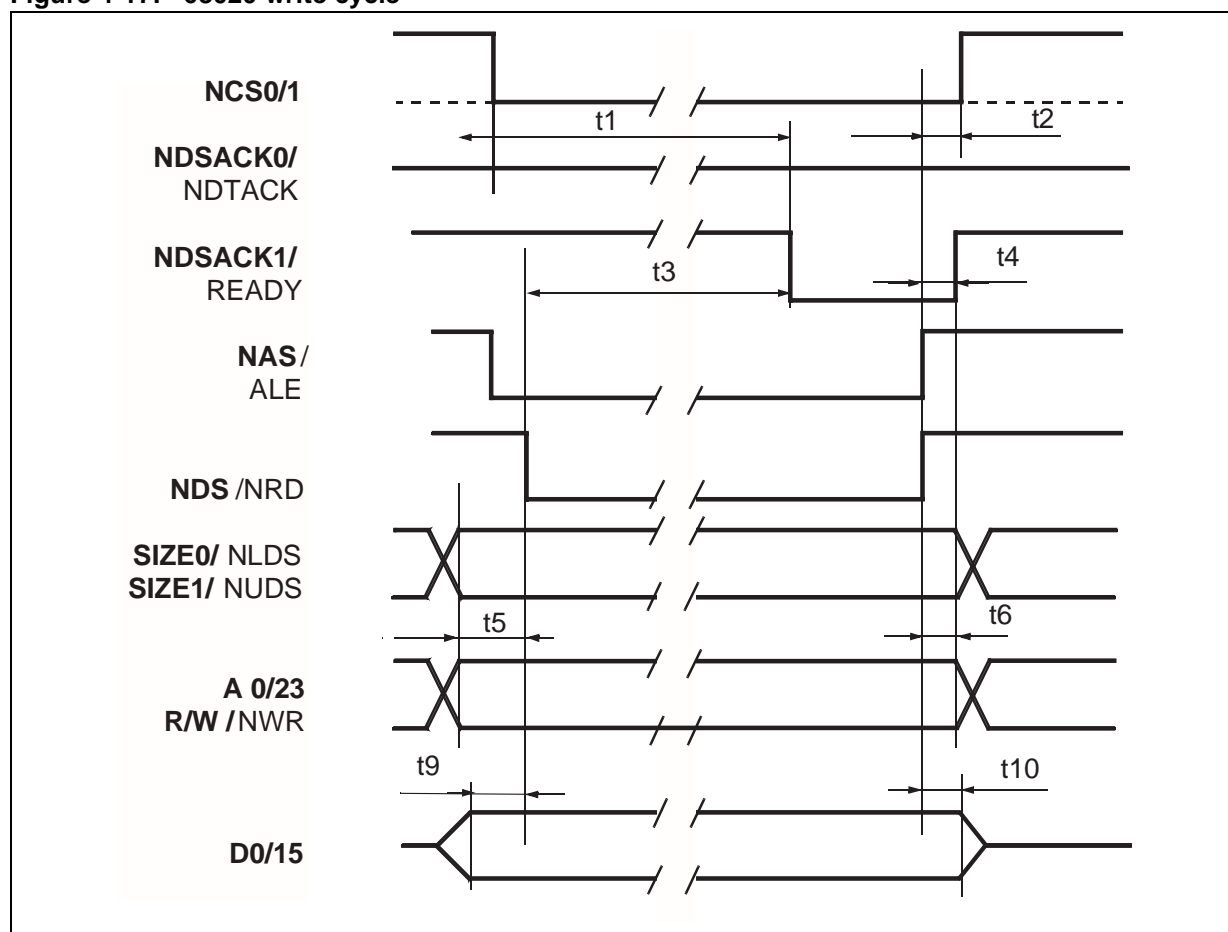 NCS0/1
t1
t2
NDSACK0/
NDTACK
NDSACK1/
READY
t3
t4
NAS/
ALE
NDS /NRD
SIZE0/ NLDS
SIZE1/ NUDS
t5
t6
A 0/23
R/W /NWR
t9
t10
D0/15